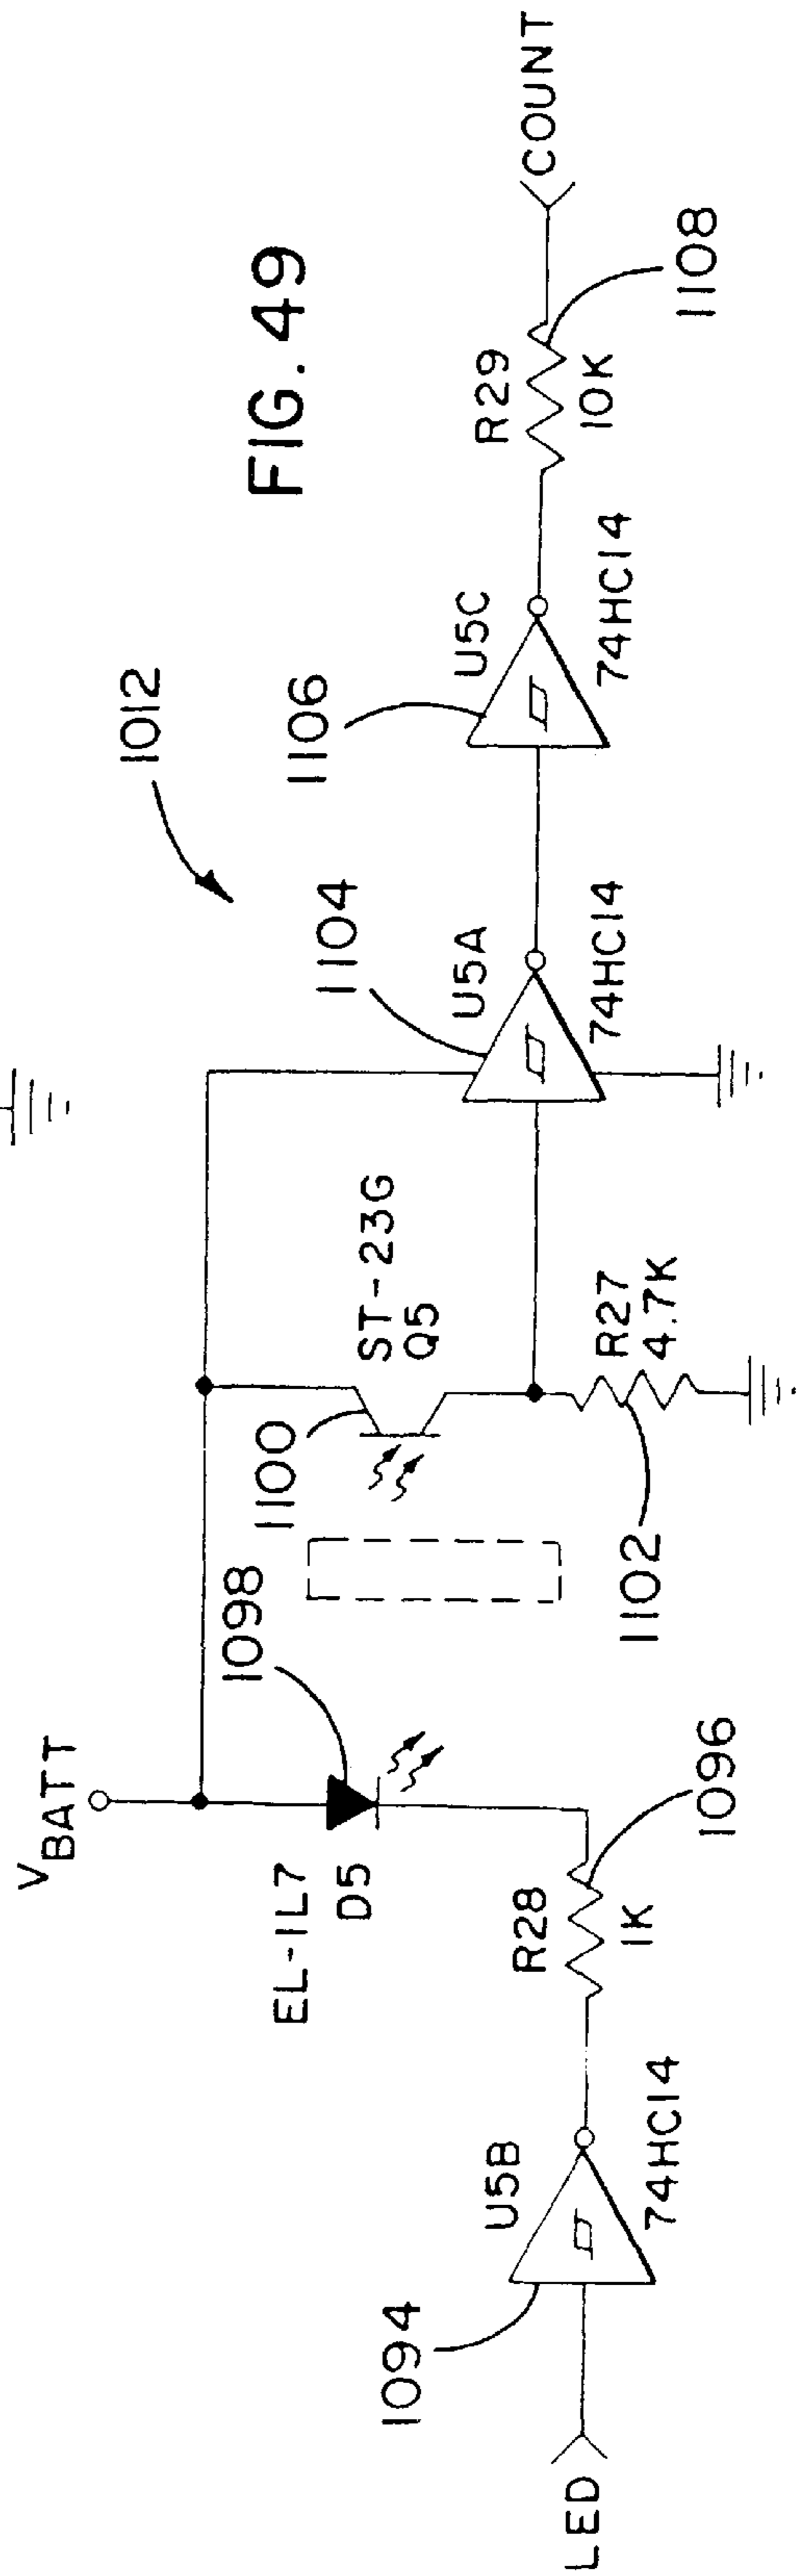 FIG. 49
1012
VBATT
EL-1L7
D5
1098
1100
ST-23G
Q5
1104
U5A
74HC14
1106
U5C
74HC14
R29
10K
1108
COUNT
LED
1094
U5B
74HC14
R28
1K
1096
1102
R27
4.7K